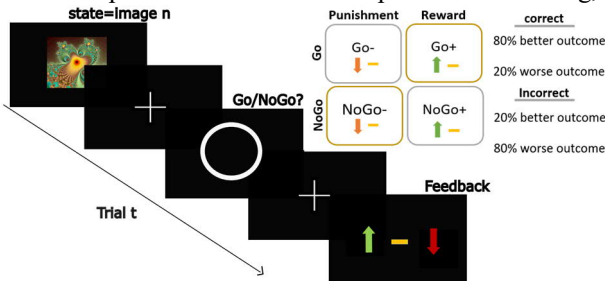 state=image n
Go/NoGo?
Feedback
Trial t
Punishment Reward
Go
Go- Go+
NoGo
NoGo- NoGo+
correct
80% better outcome
20% worse outcome
Incorrect
20% better outcome
80% worse outcome